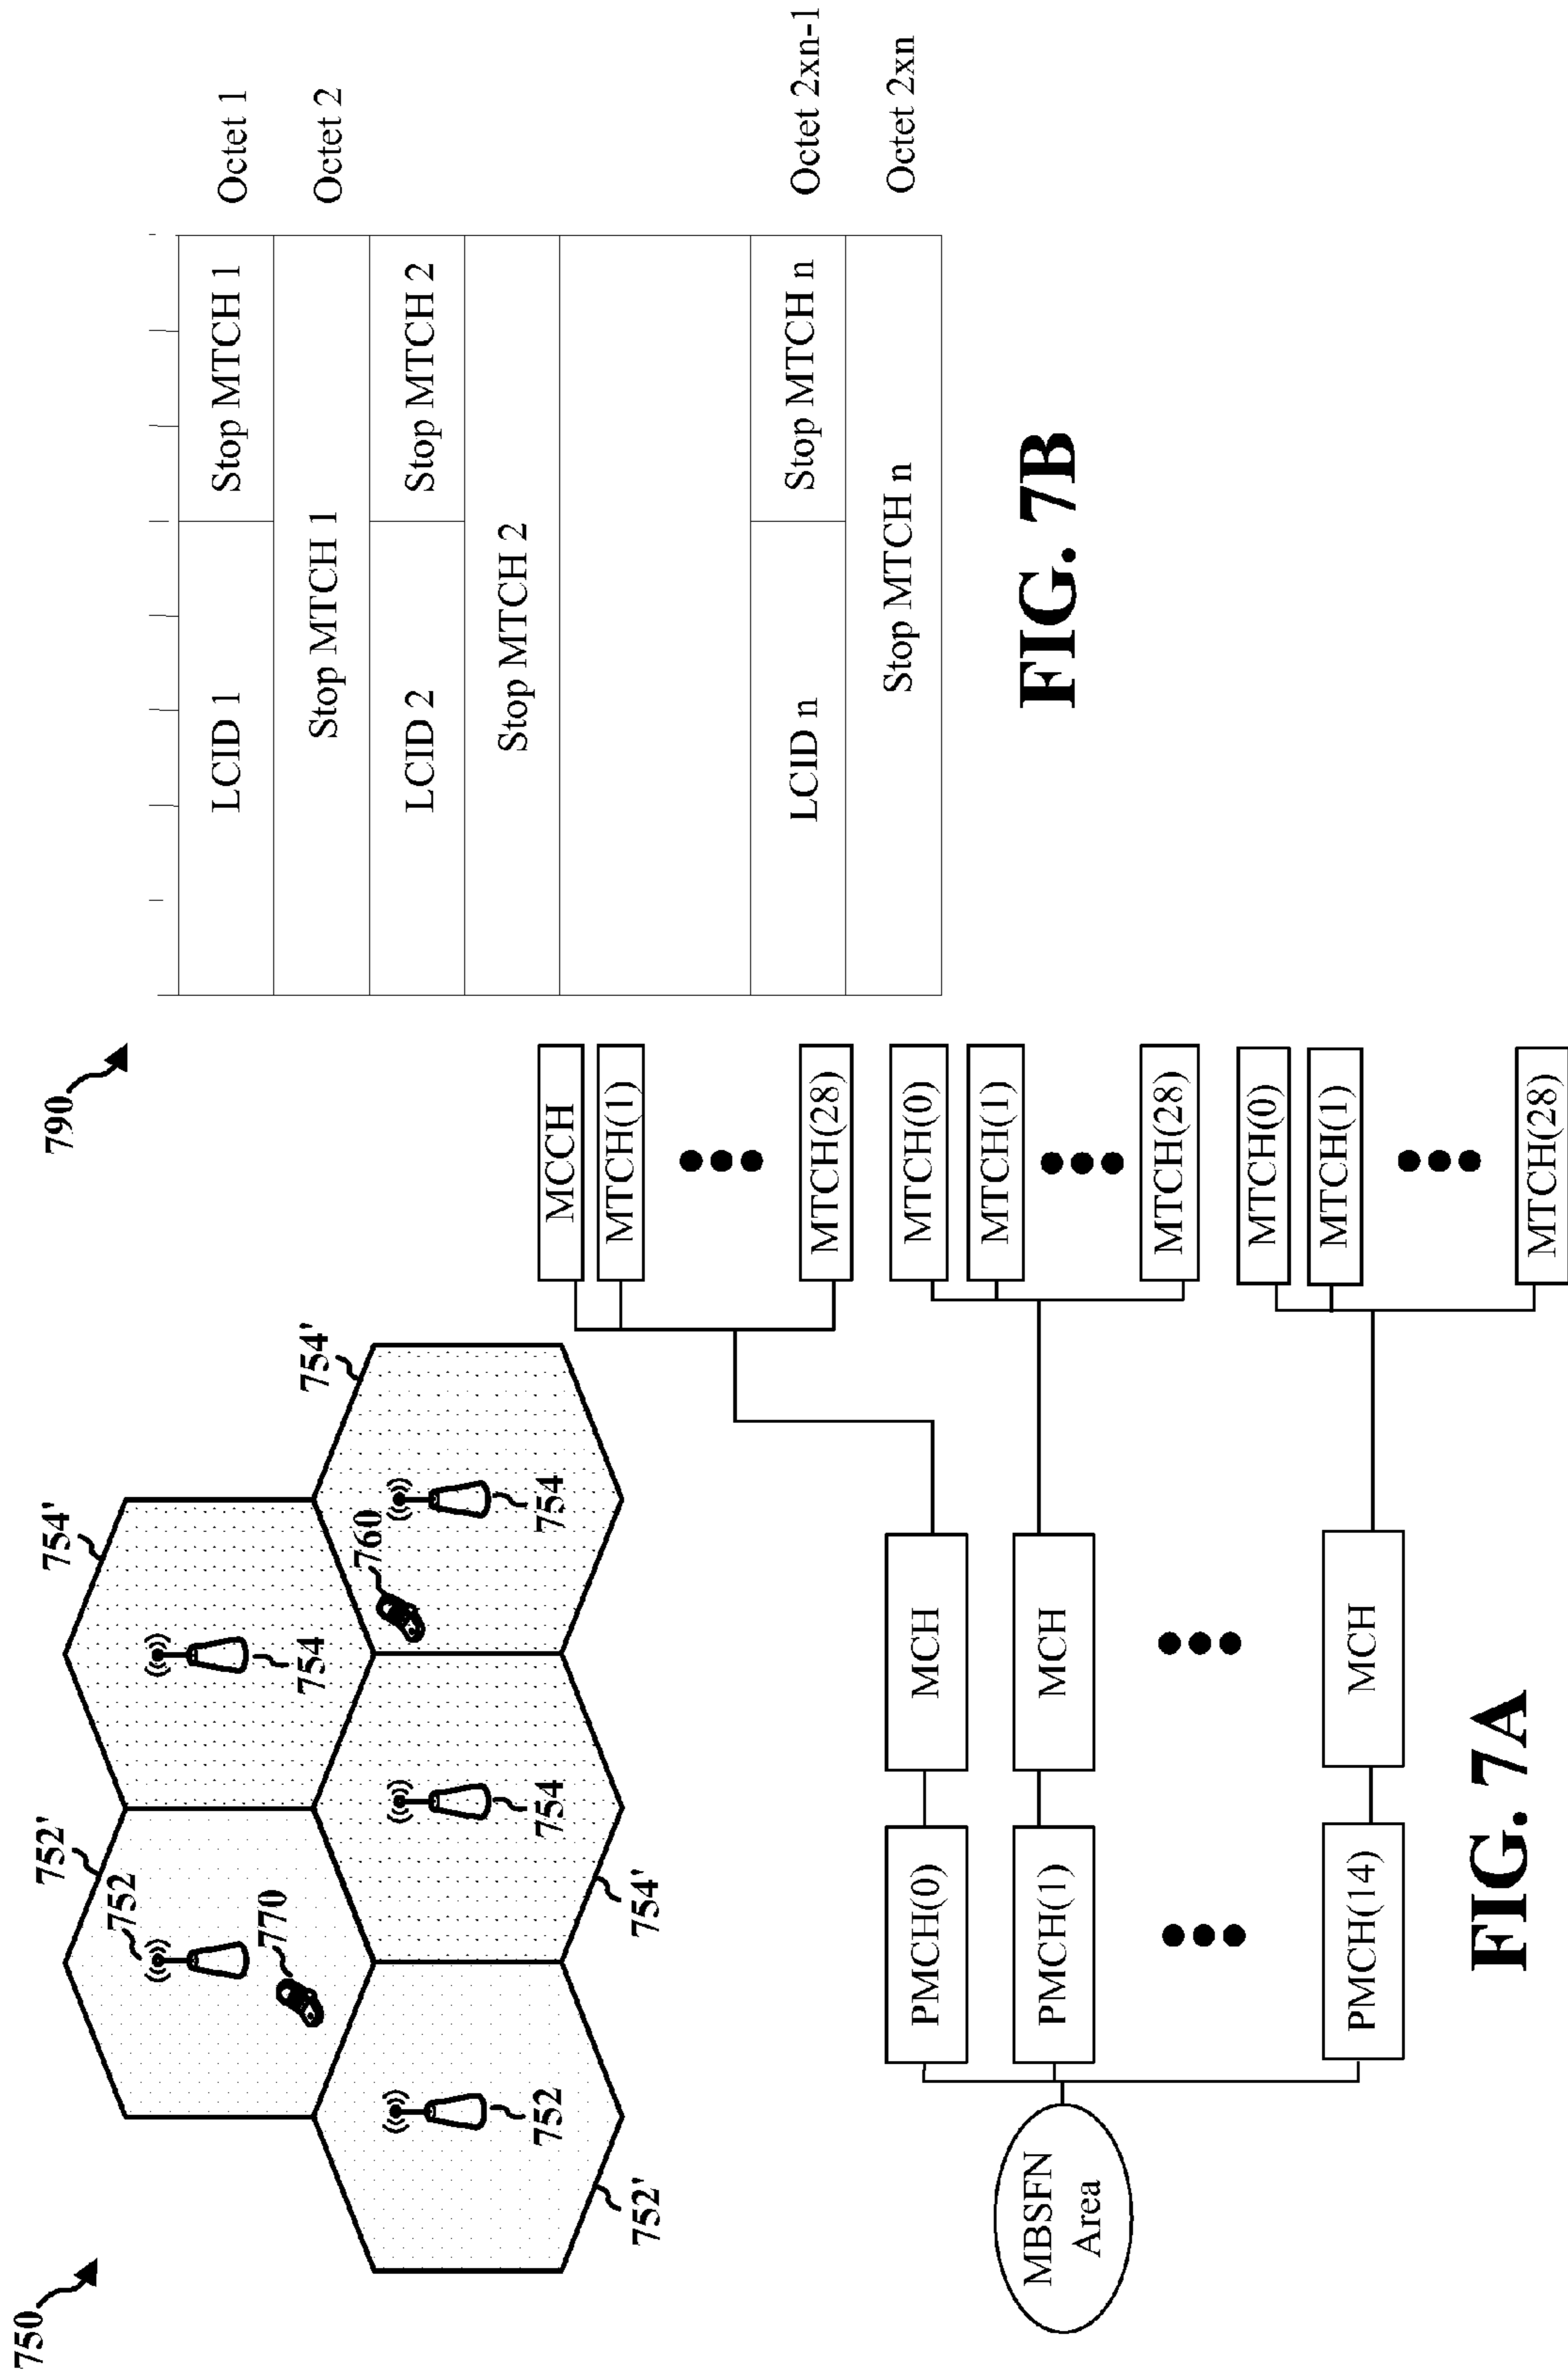 750
752'
752
770
754'
754
754'
760
754
752
752'
754
754'
MBSFN
Area
PMCH(0)
MCH
MCCH
MTCH(1)
MTCH(28)
PMCH(1)
MCH
MTCH(0)
MTCH(1)
MTCH(28)
PMCH(14)
MCH
MTCH(0)
MTCH(1)
MTCH(28)
FIG. 7A
790
LCID 1 Stop MTCH 1 Octet 1
Stop MTCH 1 Octet 2
LCID 2 Stop MTCH 2
Stop MTCH 2
LCID n Stop MTCH n Octet 2xn-1
Stop MTCH n Octet 2xn
FIG. 7B